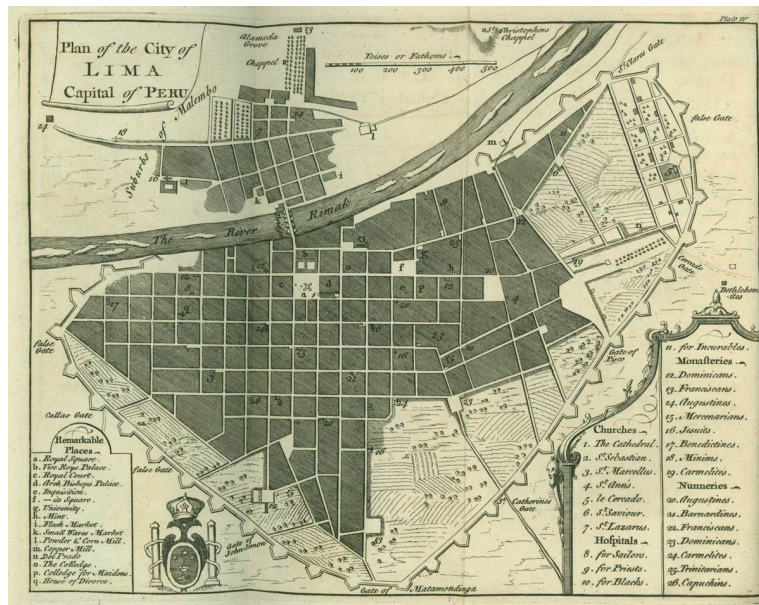 Plate IV
Plan of the City of
LIMA
Capital of PERU
Alameda
Grove
Chappel
Toises or Fathoms
100 200 300 400 500
St. Christophers
Chappel
St. Clares Gate
false Gate
Suburbs of Malembo
The River Rimak
Cercado
Gate
Bethlehem-
ites
Gate of
Pisco
false
Gate
Callao Gate
false Gate
Gate of
John Simon
Gate of Matamondinga
St. Catherines
Gate
Remarkable
Places
a. Royal Square
b. Vice Roys Palace.
c. Royal Court.
d. Arch Bishops Palace.
e. Inquisition.
f. — its Square.
g. University.
h. Mint.
i. Flesh Market.
k. Small Wares Market
l. Powder & Corn Mill.
m. Copper Mill.
n. Del Prado
o. The Colledge.
p. Colledge for Maidens.
q. House of Divorce.
Churches
1. The Cathedral.
2. St. Sebastian.
3. St. Marcellus.
4. St. Anns.
5. le Cercado.
6. St. Saviour.
7. St. Lazarus.
Hospitals
8. for Sailors.
9. for Priests.
10. for Blacks.
11. for Incurables.
Monasteries
12. Dominicans.
13. Franciscans.
14. Augustines.
15. Mercenarians.
16. Jesuits.
17. Benedictines.
18. Minims.
19. Carmelites.
Nunneries
20. Augustines.
21. Barnardines.
22. Franciscans.
23. Dominicans.
24. Carmelites.
25. Trinitarians.
26. Capuchins.